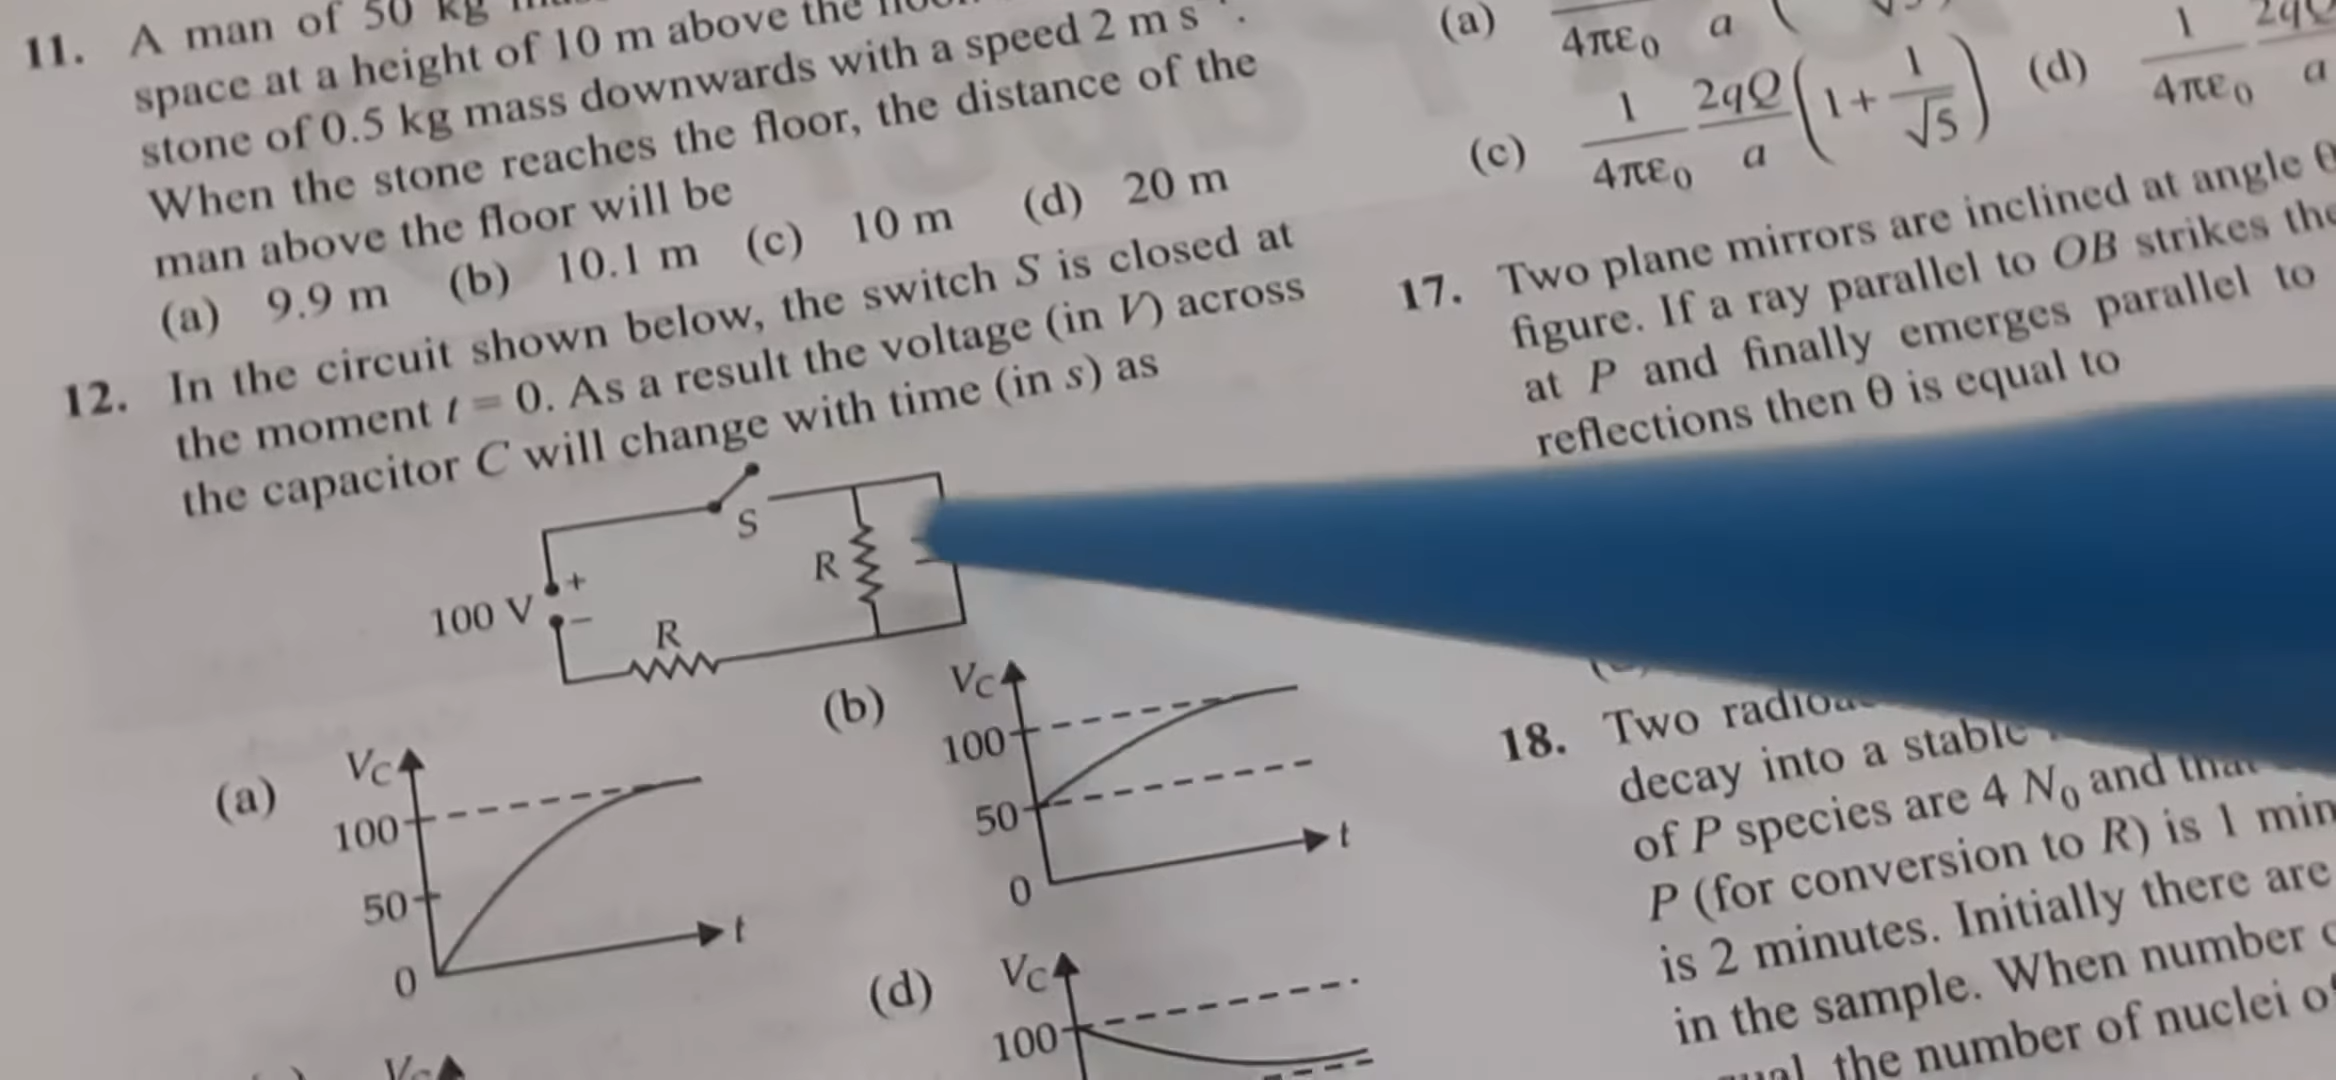 11. A man of 50 kg
space at a height of 10 m above the
stone of 0.5 kg mass downwards with a speed 2 m s
When the stone reaches the floor, the distance of the
man above the floor will be
(a) 9.9 m (b) 10.1 m (c) 10 m (d) 20 m
12. In the circuit shown below, the switch S is closed at
the moment t = 0. As a result the voltage (in V) across
the capacitor C will change with time (in s) as
S
R
+
100 V
−
R
(a) V_C
100
50
0
t
(b) V_C
100
50
0
t
(d) V_C
100
(a) 4πε₀ a
(c) 1/4πε₀ 2qQ/a (1 + 1/√5) (d) 1/4πε₀ a
17. Two plane mirrors are inclined at angle θ
figure. If a ray parallel to OB strikes the
at P and finally emerges parallel to
reflections then θ is equal to
18. Two
decay into a stable
of P species are 4 N₀ and that
P (for conversion to R) is 1 min
is 2 minutes. Initially there are
in the sample. When number
the number of nuclei